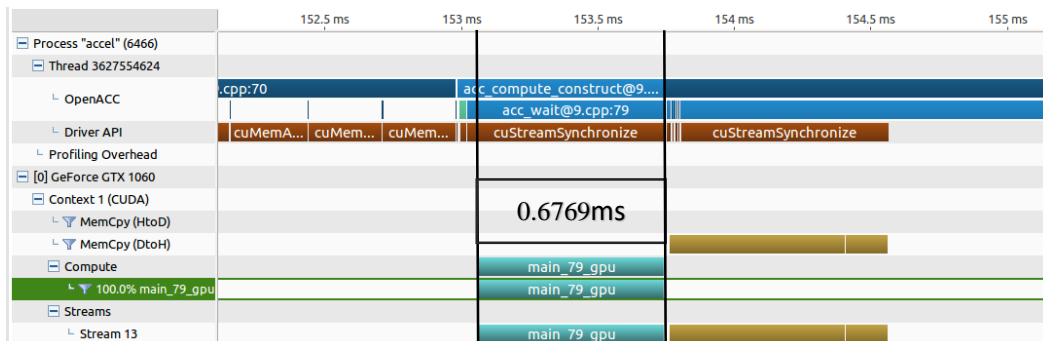 152.5 ms 153 ms 153.5 ms 154 ms 154.5 ms 155 ms
Process "accel" (6466)
Thread 3627554624
OpenACC
.cpp:70 acc_compute_construct@9....
acc_wait@9.cpp:79
Driver API cuMemA... cuMem... cuMem... cuStreamSynchronize cuStreamSynchronize
Profiling Overhead
[0] GeForce GTX 1060
Context 1 (CUDA)
0.6769ms
MemCpy (HtoD)
MemCpy (DtoH)
Compute main_79_gpu
100.0% main_79_gpu main_79_gpu
Streams
Stream 13 main_79_gpu